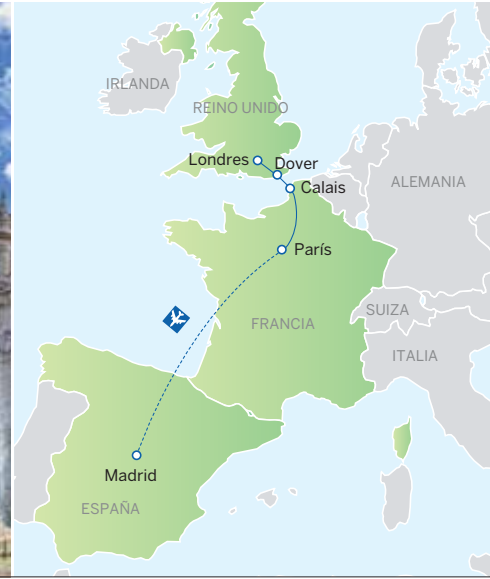 IRLANDA
REINO UNIDO
Londres
Dover
Calais
ALEMANIA
París
FRANCIA
SUIZA
ITALIA
Madrid
ESPAÑA